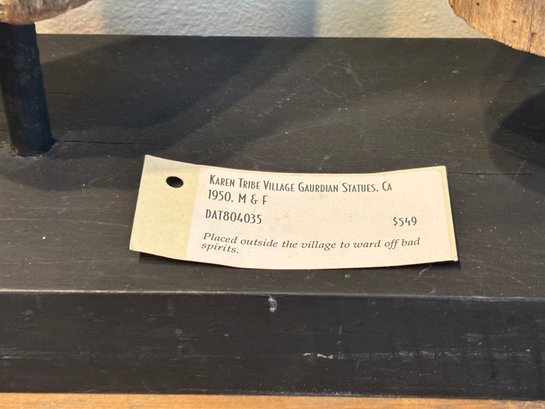 Karen Tribe Village Gaurdian Statues. CA
1950. M & F
DAT804035 $549
Placed outside the village to ward off bad
spirits.